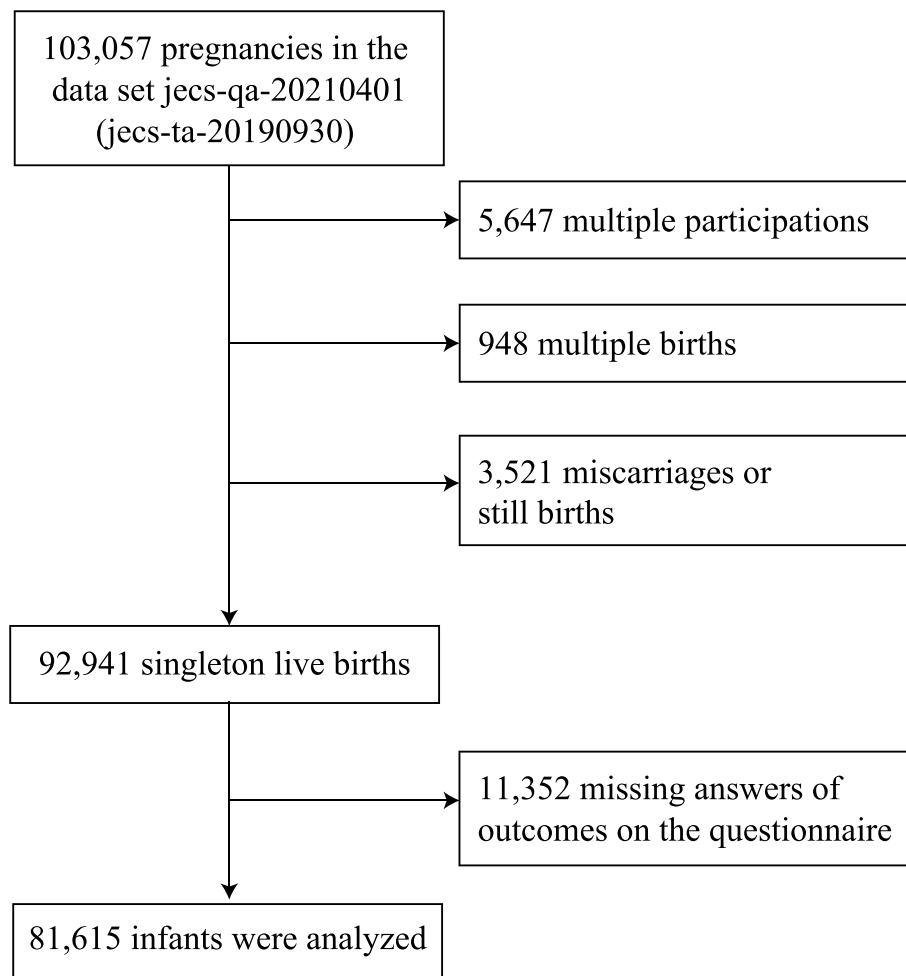 103,057 pregnancies in the
data set jecs-qa-20210401
(jecs-ta-20190930)
5,647 multiple participations
948 multiple births
3,521 miscarriages or
still births
92,941 singleton live births
11,352 missing answers of
outcomes on the questionnaire
81,615 infants were analyzed